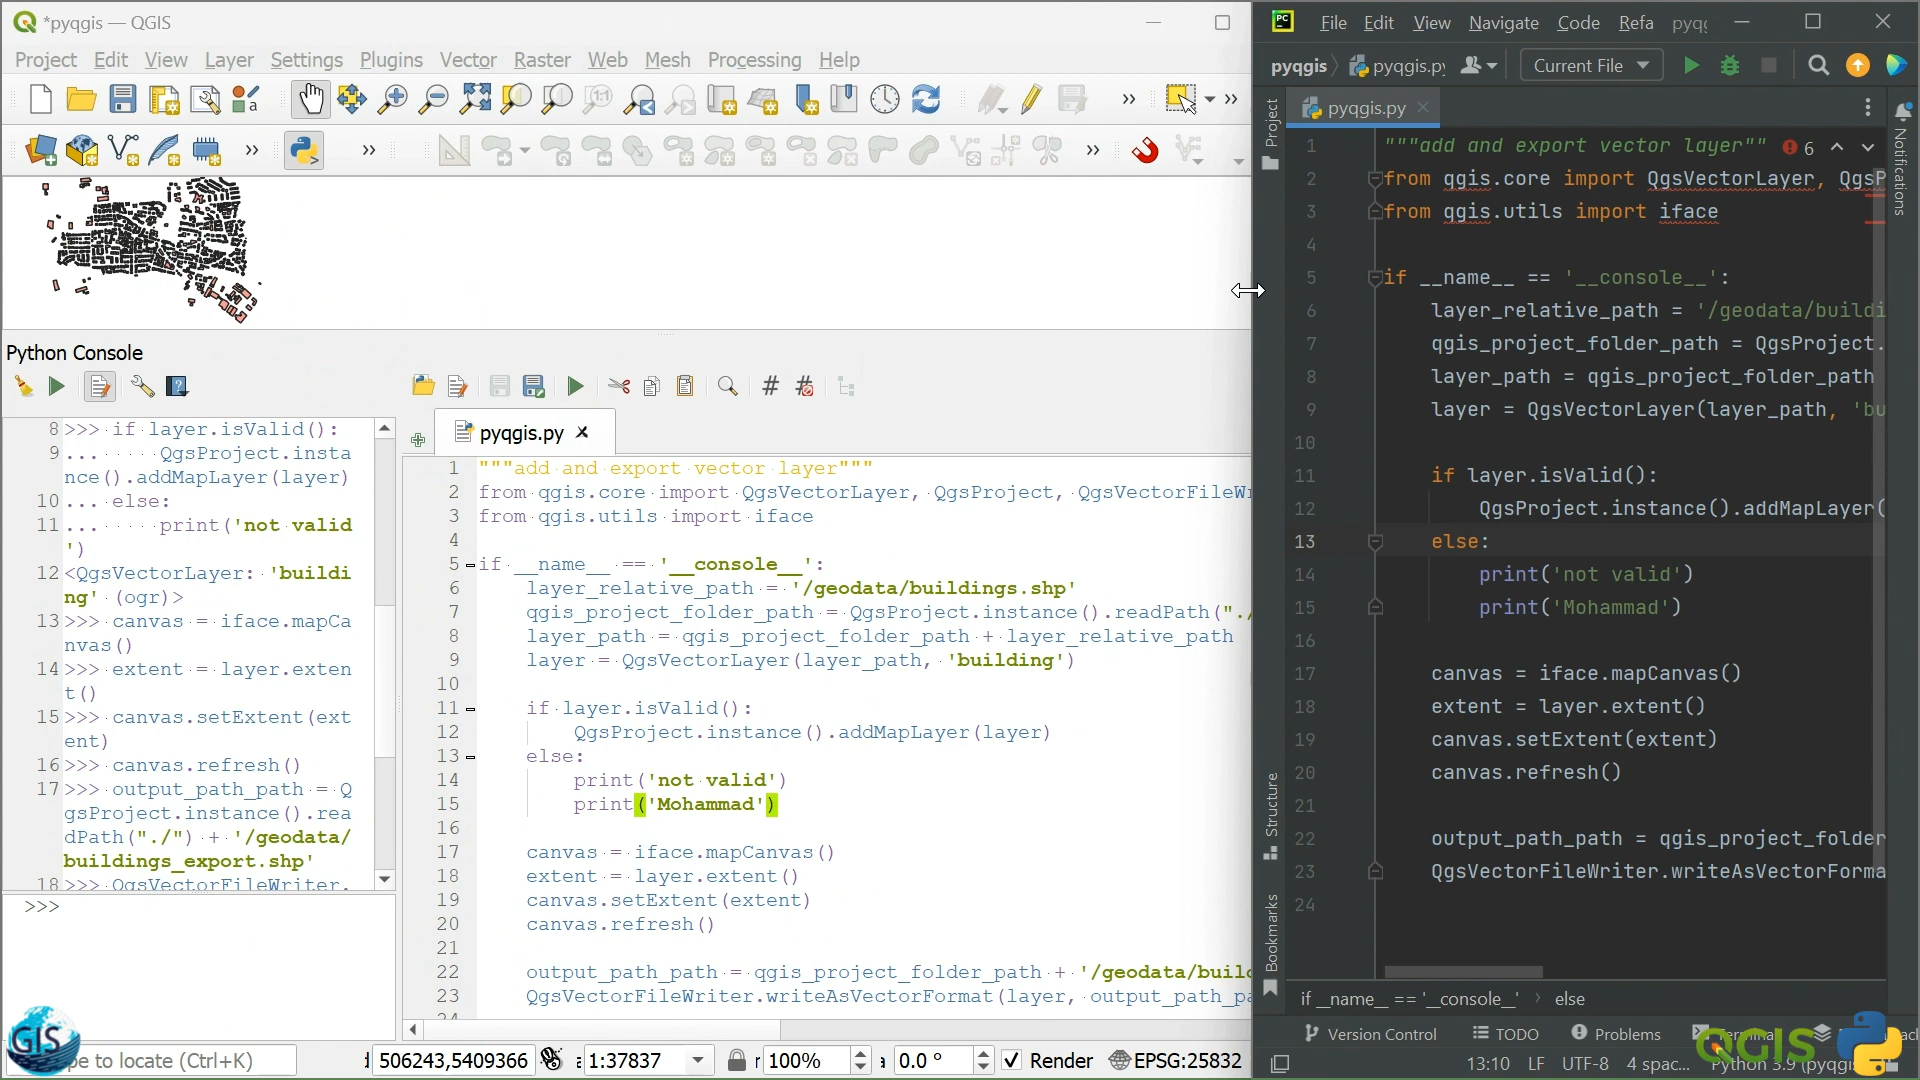 *pyqgis — QGIS
Project Edit View Layer Settings Plugins Vector Raster Web Mesh Processing Help
Python Console
8 >>> if layer.isValid():
9 ... QgsProject.insta
nce().addMapLayer(layer)
10 ... else:
11 ... print('not valid
')
12 <QgsVectorLayer: 'buildi
ng' (ogr)>
13 >>> canvas = iface.mapCa
nvas()
14 >>> extent = layer.exten
t()
15 >>> canvas.setExtent(ext
ent)
16 >>> canvas.refresh()
17 >>> output_path_path = Q
gsProject.instance().rea
dPath("./") + '/geodata/
buildings_export.shp'
18 >>> QgsVectorFileWriter.
>>>
pyqgis.py
1 """add and export vector layer"""
2 from qgis.core import QgsVectorLayer, QgsProject, QgsVectorFileWr
3 from qgis.utils import iface
4
5 if __name__ == '__console__':
6 layer_relative_path = '/geodata/buildings.shp'
7 qgis_project_folder_path = QgsProject.instance().readPath("./
8 layer_path = qgis_project_folder_path + layer_relative_path
9 layer = QgsVectorLayer(layer_path, 'building')
10
11 if layer.isValid():
12 QgsProject.instance().addMapLayer(layer)
13 else:
14 print('not valid')
15 print('Mohammad')
16
17 canvas = iface.mapCanvas()
18 extent = layer.extent()
19 canvas.setExtent(extent)
20 canvas.refresh()
21
22 output_path_path = qgis_project_folder_path + '/geodata/build
23 QgsVectorFileWriter.writeAsVectorFormat(layer, output_path_pa
24
GIS
pe to locate (Ctrl+K) 506243,5409366 1:37837 100% 0.0 ° Render EPSG:25832
PC File Edit View Navigate Code Refa pyq
pyqgis pyqgis.py Current File
Project
pyqgis.py
Notifications
1 """add and export vector layer"" 6
2 from qgis.core import QgsVectorLayer, QgsP
3 from qgis.utils import iface
4
5 if __name__ == '__console__':
6 layer_relative_path = '/geodata/buildi
7 qgis_project_folder_path = QgsProject.
8 layer_path = qgis_project_folder_path
9 layer = QgsVectorLayer(layer_path, 'bu
10
11 if layer.isValid():
12 QgsProject.instance().addMapLayer(
13 else:
14 print('not valid')
15 print('Mohammad')
16
17 canvas = iface.mapCanvas()
18 extent = layer.extent()
19 canvas.setExtent(extent)
20 canvas.refresh()
21
22 output_path_path = qgis_project_folder
23 QgsVectorFileWriter.writeAsVectorForma
24
Structure
Bookmarks
if __name__ == '__console__' › else
Version Control TODO Problems
QGIS
13:10 LF UTF-8 4 spac... Python 3.9 (pyqgi